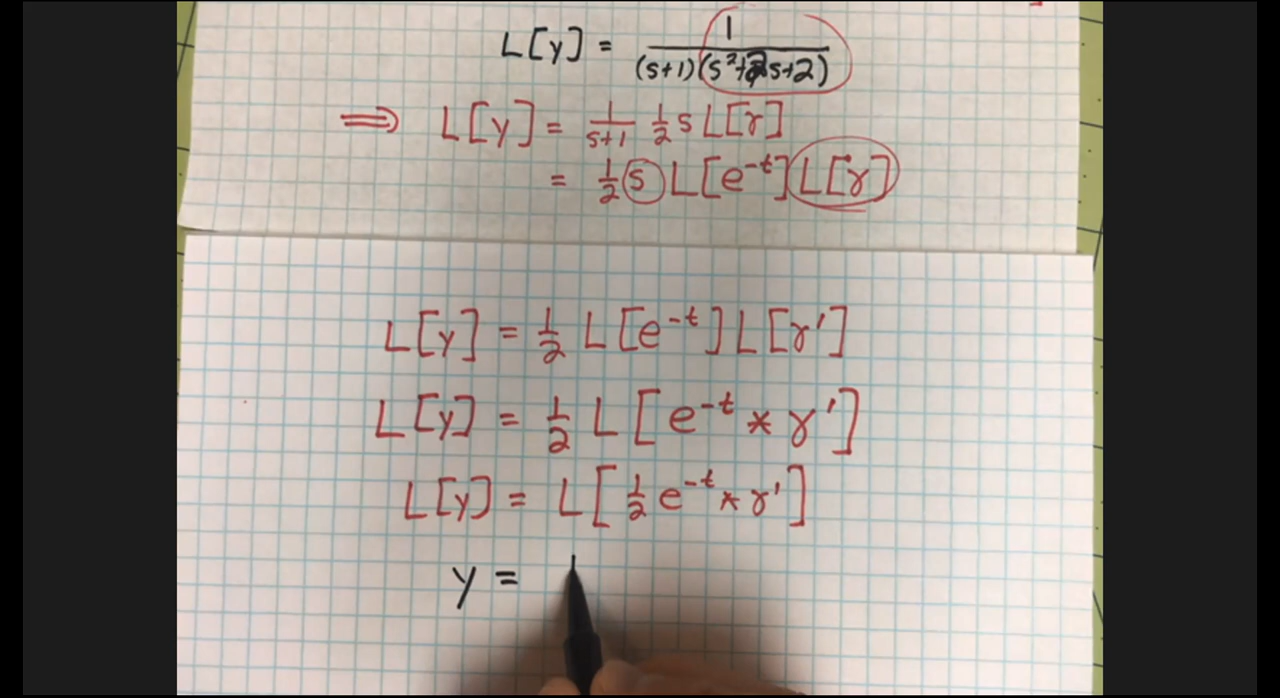 L[y] = 1/((s+1)(s²+2s+2))
⟹ L[y] = 1/(s+1) 1/2 s L[γ]
= 1/2 s L[e^{-t}] L[γ]
L[y] = 1/2 L[e^{-t}] L[γ']
L[y] = 1/2 L[e^{-t} * γ']
L[y] = L[1/2 e^{-t} * γ']
y =